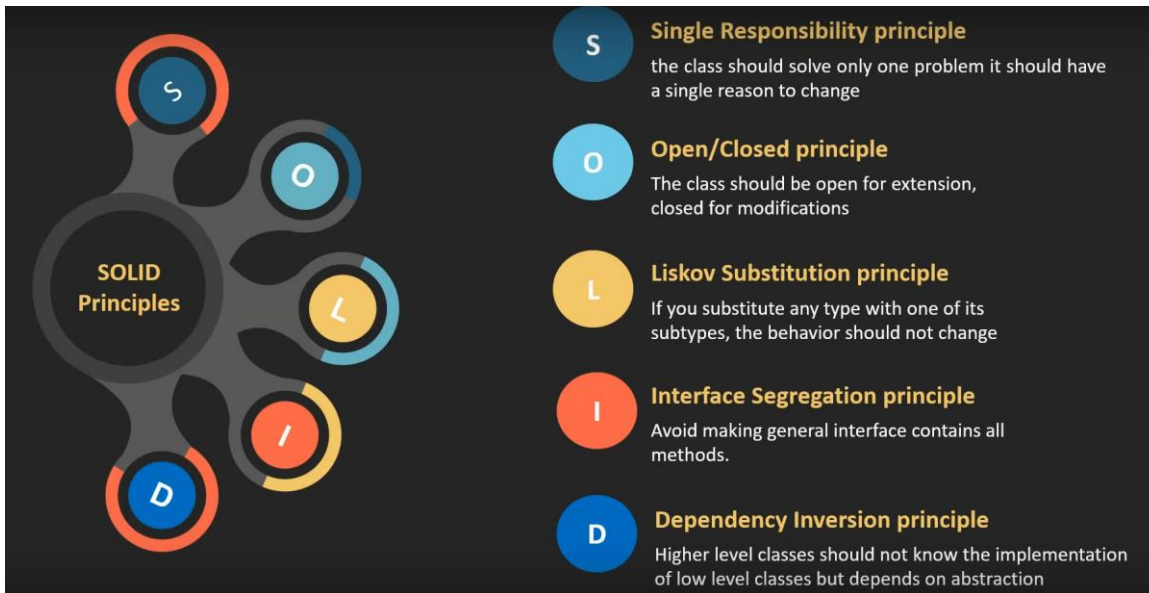 S
O
L
I
D
SOLID
Principles
S
Single Responsibility principle
the class should solve only one problem it should have
a single reason to change
O
Open/Closed principle
The class should be open for extension,
closed for modifications
L
Liskov Substitution principle
If you substitute any type with one of its
subtypes, the behavior should not change
I
Interface Segregation principle
Avoid making general interface contains all
methods.
D
Dependency Inversion principle
Higher level classes should not know the implementation
of low level classes but depends on abstraction